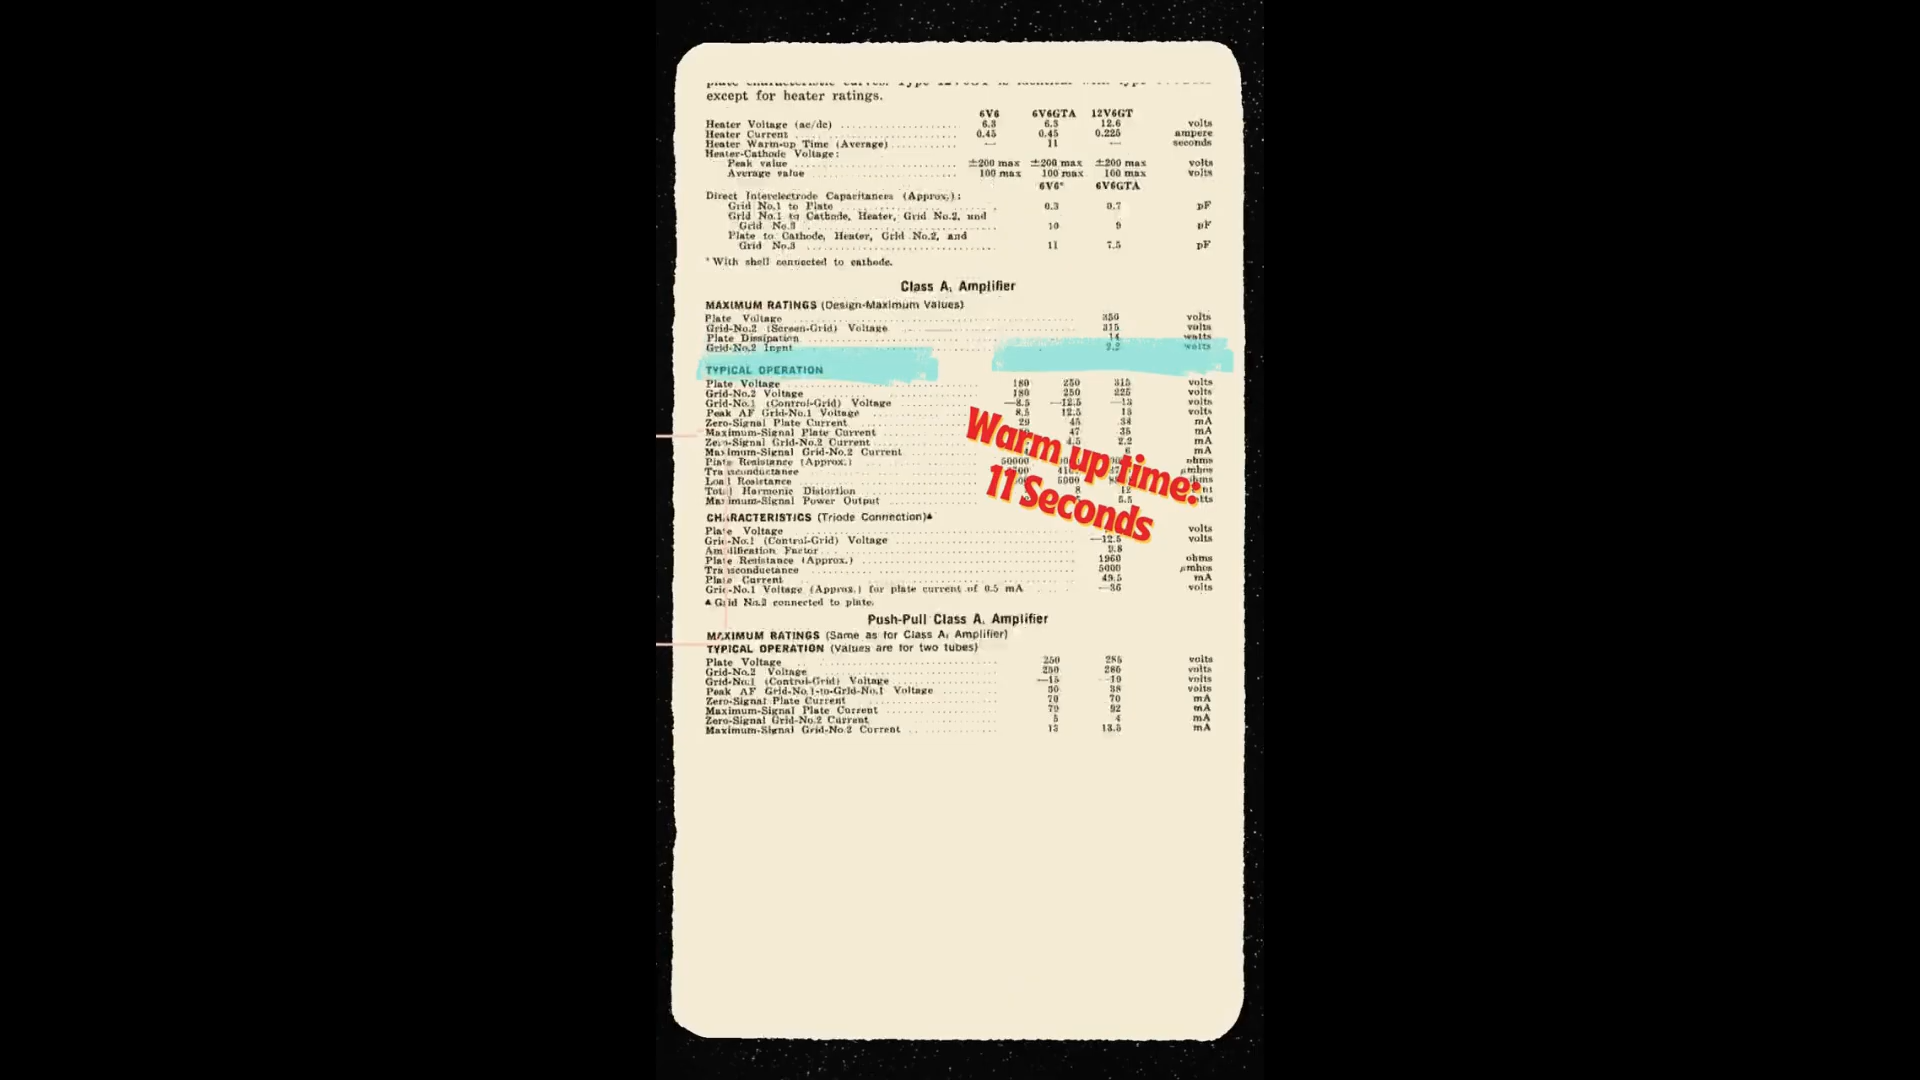 except for heater ratings.
6V6 6V6GTA 12V6GT
Heater Voltage (ac/dc) 6.3 6.3 12.6 volts
Heater Current 0.45 0.45 0.225 ampere
Heater Warm-up Time (Average) — 11 — seconds
Heater-Cathode Voltage:
Peak value ±200 max ±200 max ±200 max volts
Average value 100 max 100 max 100 max volts
6V6* 6V6GTA
Direct Interelectrode Capacitances (Approx.):
Grid No.1 to Plate 0.3 0.7 pF
Grid No.1 to Cathode, Heater, Grid No.2, and
Grid No.3 10 9 pF
Plate to Cathode, Heater, Grid No.2, and
Grid No.3 11 7.5 pF
*With shell connected to cathode.
Class A₁ Amplifier
MAXIMUM RATINGS (Design-Maximum Values)
Plate Voltage 350 volts
Grid-No.2 (Screen-Grid) Voltage 315 volts
Plate Dissipation 14 watts
Grid-No.2 Input 2.2 watts
TYPICAL OPERATION
Plate Voltage 180 250 315 volts
Grid-No.2 Voltage 180 250 225 volts
Grid-No.1 (Control-Grid) Voltage —8.5 —12.5 —13 volts
Peak AF Grid-No.1 Voltage 8.5 12.5 13 volts
Zero-Signal Plate Current 29 45 34 mA
Maximum-Signal Plate Current 47 35 mA
Zero-Signal Grid-No.2 Current 4.5 2.2 mA
Maximum-Signal Grid-No.2 Current 6 mA
Plate Resistance (Approx.) 50000 ohms
Transconductance μmhos
Load Resistance 5000
Total Harmonic Distortion 8 12
Maximum-Signal Power Output 5.5
Warm up time:
11 Seconds
CHARACTERISTICS (Triode Connection)▲
Plate Voltage volts
Grid-No.1 (Control-Grid) Voltage —12.5 volts
Amplification Factor 9.8
Plate Resistance (Approx.) 1960 ohms
Transconductance 5000 μmhos
Plate Current 49.5 mA
Grid-No.1 Voltage (Approx.) for plate current of 0.5 mA —36 volts
▲ Grid No.2 connected to plate.
Push-Pull Class A₁ Amplifier
MAXIMUM RATINGS (Same as for Class A₁ Amplifier)
TYPICAL OPERATION (Values are for two tubes)
Plate Voltage 250 285 volts
Grid-No.2 Voltage 250 285 volts
Grid-No.1 (Control-Grid) Voltage —15 —19 volts
Peak AF Grid-No.1-to-Grid-No.1 Voltage 30 38 volts
Zero-Signal Plate Current 70 70 mA
Maximum-Signal Plate Current 79 92 mA
Zero-Signal Grid-No.2 Current 5 4 mA
Maximum-Signal Grid-No.2 Current 13 13.5 mA